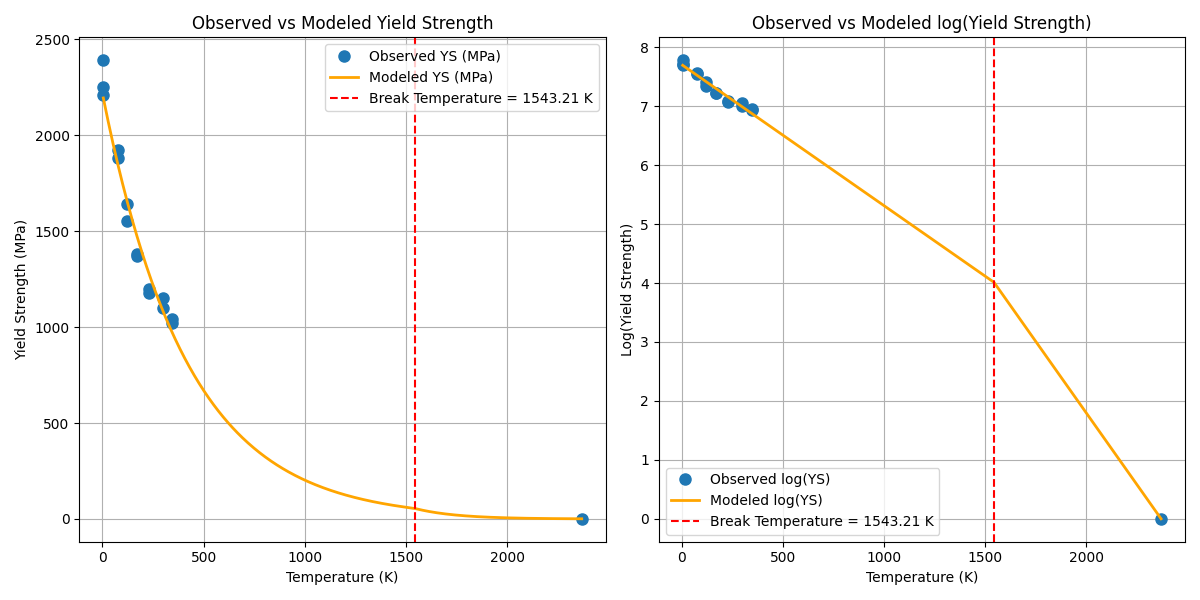 Observed vs Modeled Yield Strength
Observed YS (MPa)
Modeled YS (MPa)
Break Temperature = 1543.21 K
Yield Strength (MPa)
2500
2000
1500
1000
500
0
0
500
1000
1500
2000
Temperature (K)
Observed vs Modeled log(Yield Strength)
Log(Yield Strength)
8
7
6
5
4
3
2
1
0
Observed log(YS)
Modeled log(YS)
Break Temperature = 1543.21 K
0
500
1000
1500
2000
Temperature (K)